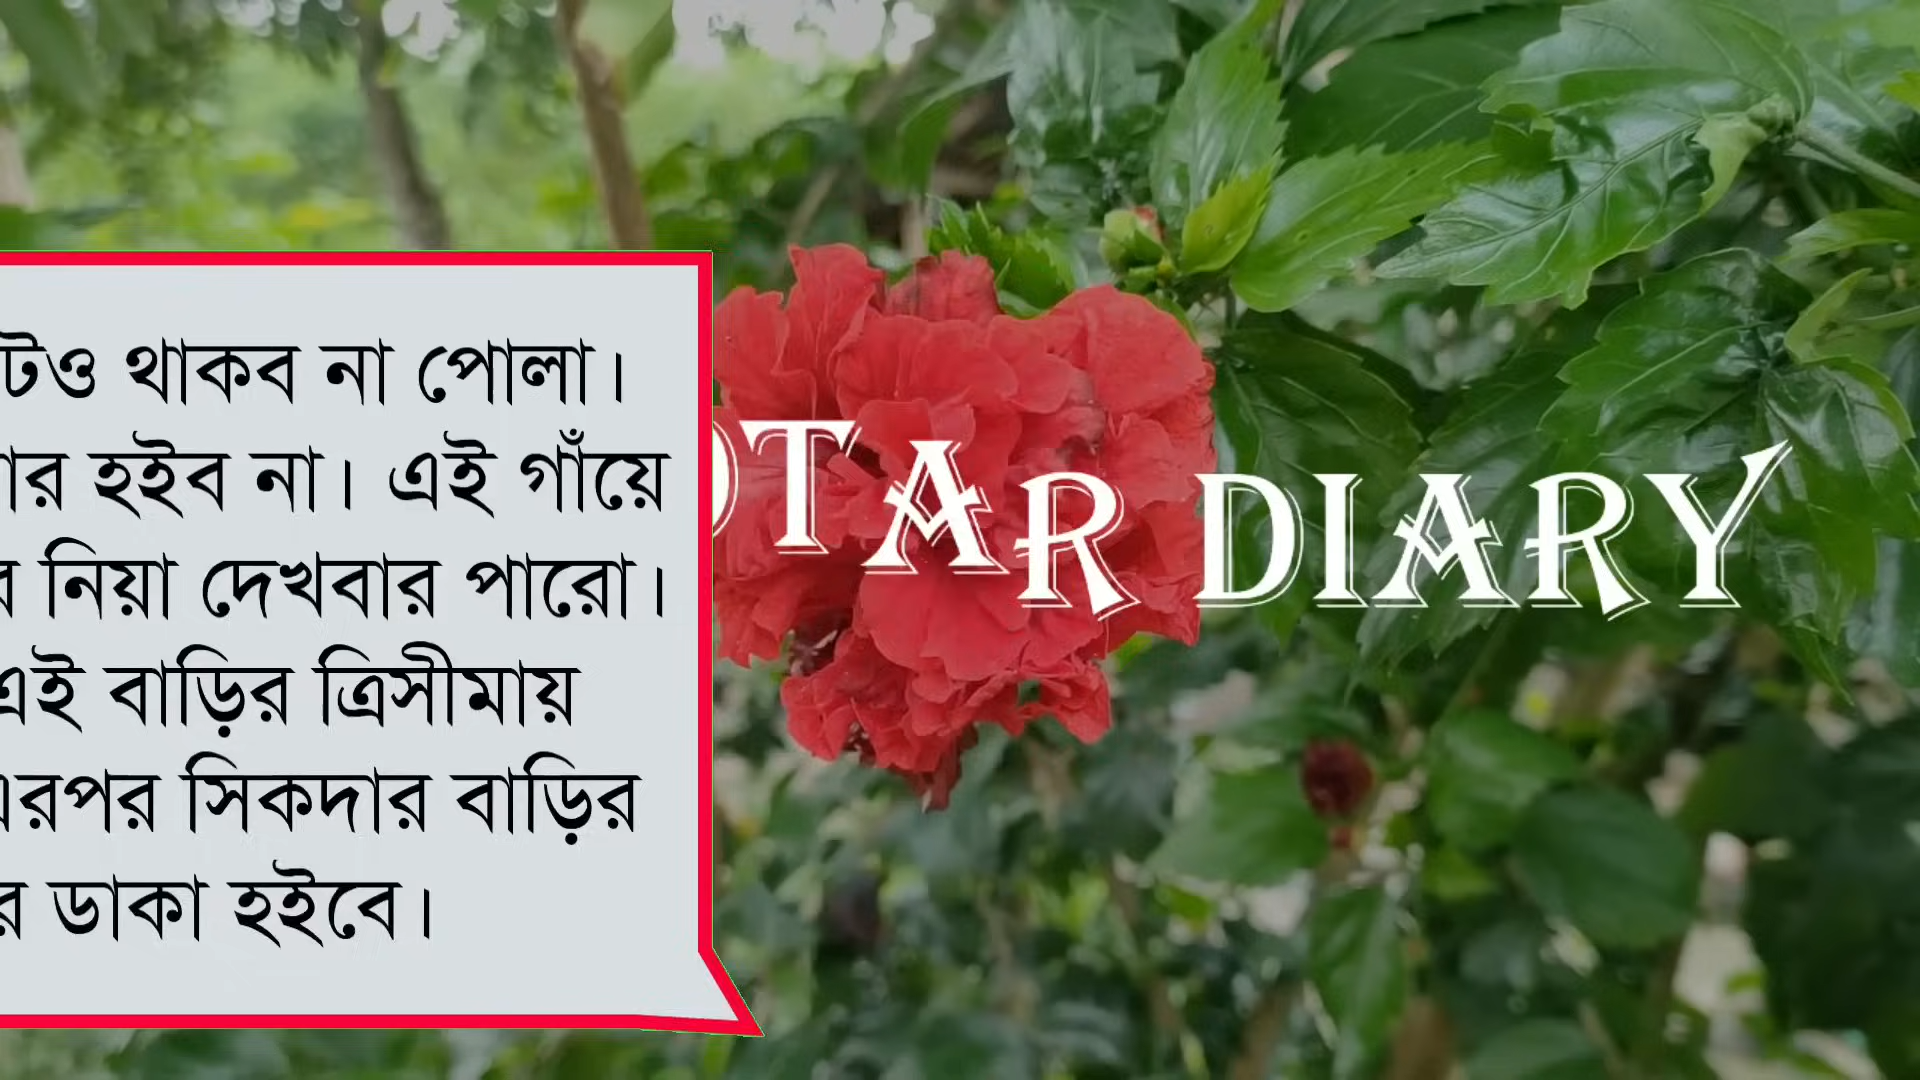 থাকব না পোলা।
হইব না। এই গাঁয়ে
নিয়া দেখবার পারো।
এই বাড়ির ত্রিসীমায়
এরপর সিকদার বাড়ির
ডাকা হইবে।
TAR DIARY